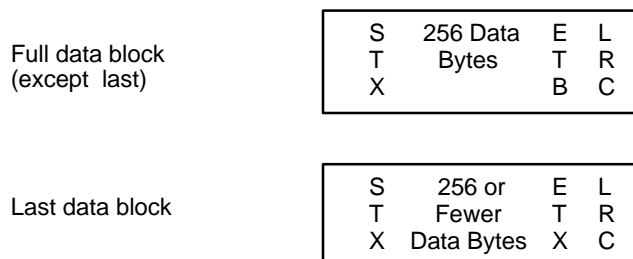 Full data block
(except last)
S 256 Data E L
T Bytes T R
X B C
Last data block
S 256 or E L
T Fewer T R
X Data Bytes X C